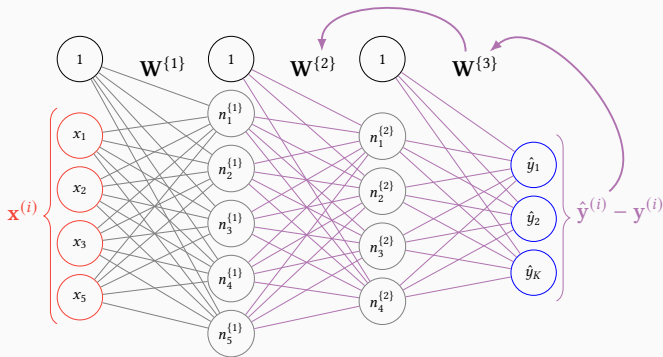 1
W^{1}
1
W^{2}
1
W^{3}
x^(i)
x₁
x₂
x₃
x₅
n₁^{1}
n₂^{1}
n₃^{1}
n₄^{1}
n₅^{1}
n₁^{2}
n₂^{2}
n₃^{2}
n₄^{2}
ŷ₁
ŷ₂
ŷ_K
ŷ^(i) − y^(i)